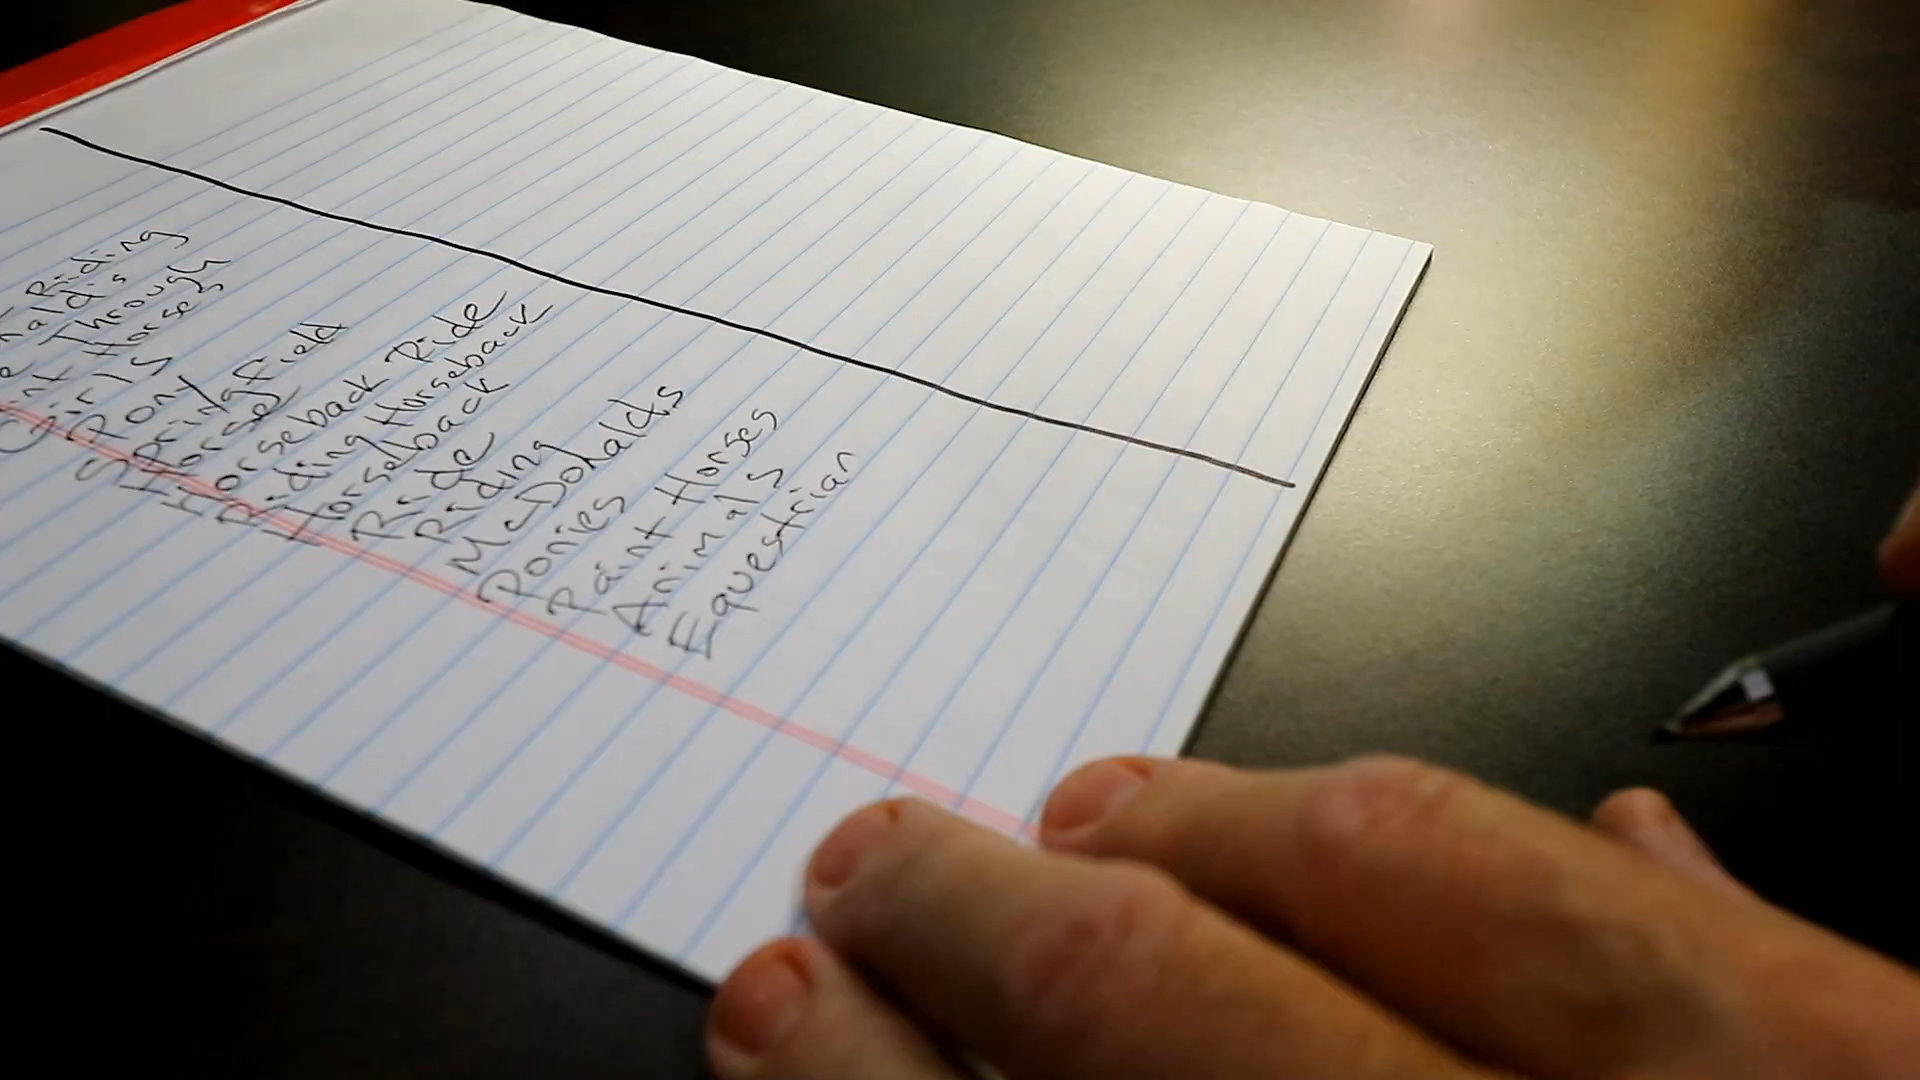 Riding
Through
Horses
Girls
Pony
Springfield
Horse
Horseback Ride
Riding Horseback
Horseback
Ride
Riding
McDonalds
Ponies
Paint Horses
Animals
Equestrian